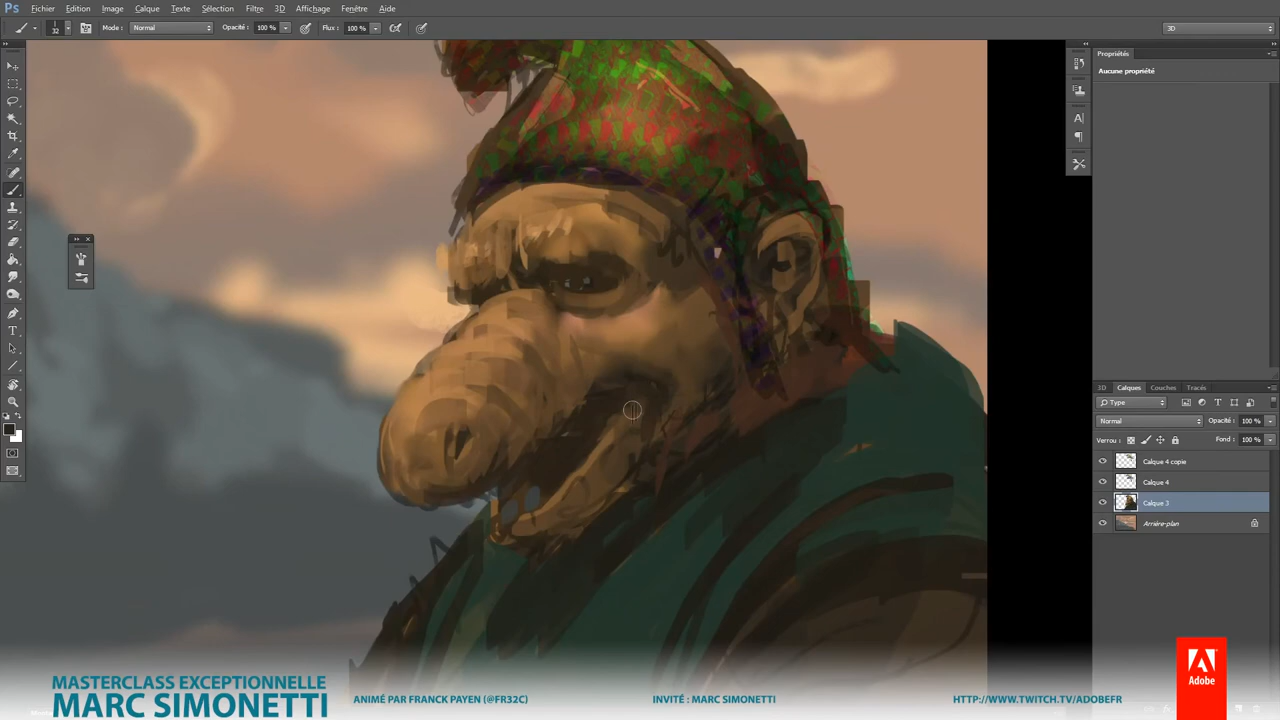 Ps Fichier Edition Image Calque Texte Sélection Filtre 3D Affichage Fenêtre Aide
32 Mode : Normal Opacité : 100 % Flux : 100 % 3D
Propriétés
Aucune propriété
3D Calques Couches Tracés
Type
Normal Opacité : 100 %
Verrou : Fond : 100 %
Calque 4 copie
Calque 4
Calque 3
Arrière-plan
MASTERCLASS EXCEPTIONNELLE
MARC SIMONETTI
ANIMÉ PAR FRANCK PAYEN (@FR32C)
INVITÉ : MARC SIMONETTI
HTTP://WWW.TWITCH.TV/ADOBEFR
Adobe